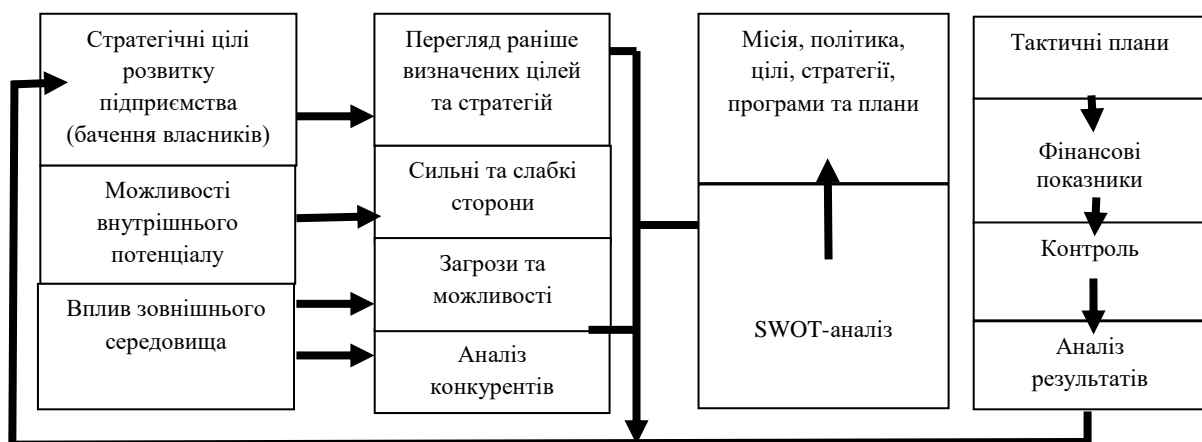 Стратегічні цілі
розвитку
підприємства
(бачення власників)
Можливості
внутрішнього
потенціалу
Вплив зовнішнього
середовища
Перегляд раніше
визначених цілей
та стратегій
Сильні та слабкі
сторони
Загрози та
можливості
Аналіз
конкурентів
Місія, політика,
цілі, стратегії,
програми та плани
SWOT-аналіз
Тактичні плани
Фінансові
показники
Контроль
Аналіз
результатів